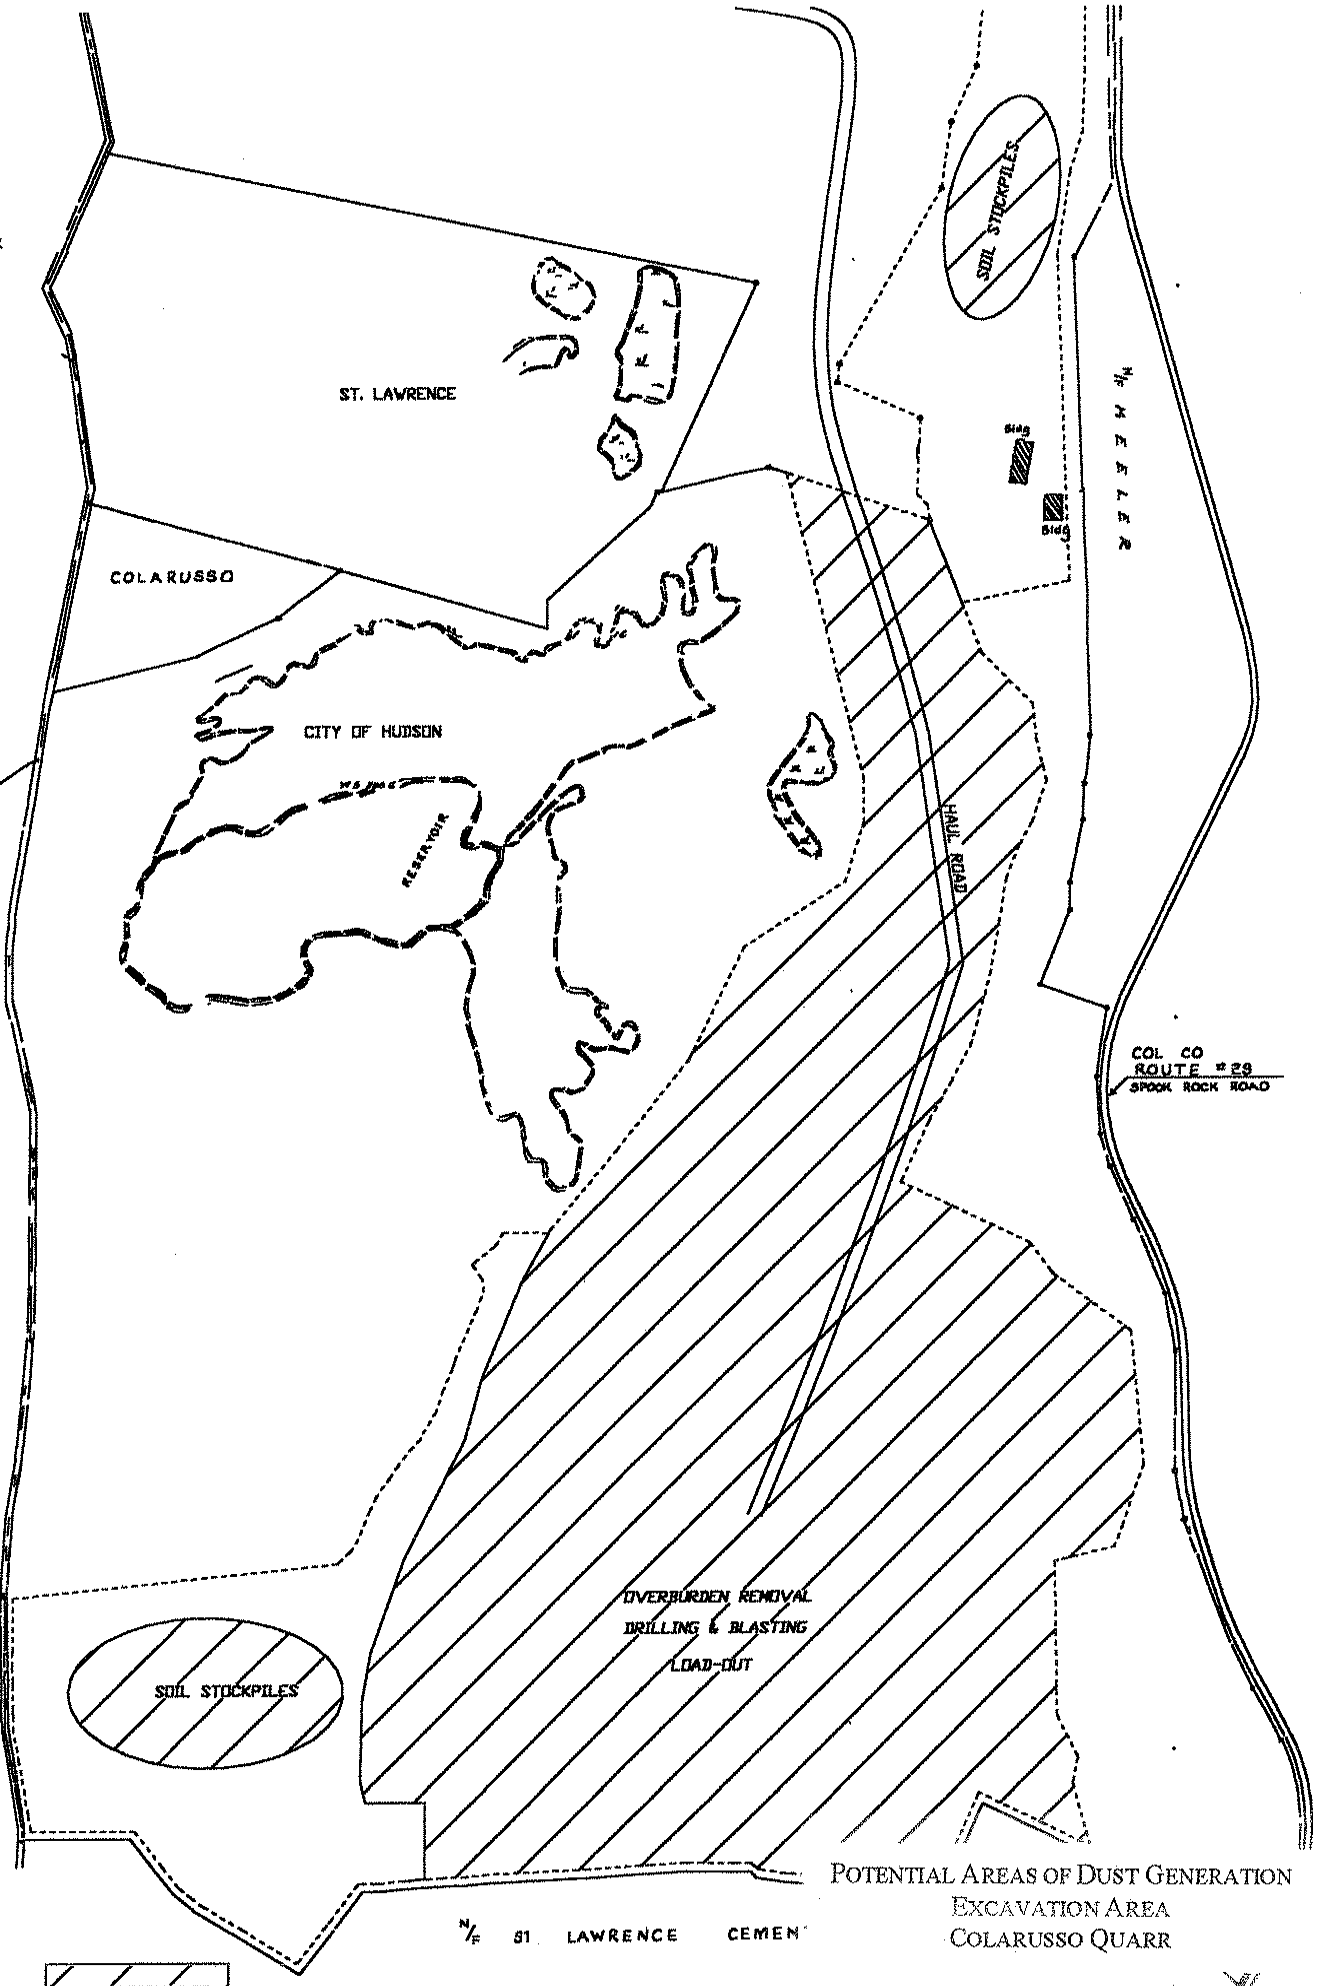 SOIL STOCKPILES
ST. LAWRENCE
N/F KEELER
Bldg
Bldg
COLARUSSO
CITY OF HUDSON
RESERVOIR
HAUL ROAD
COL CO
ROUTE #29
SPOOK ROCK ROAD
OVERBURDEN REMOVAL
DRILLING & BLASTING
LOAD-OUT
SOIL STOCKPILES
POTENTIAL AREAS OF DUST GENERATION
EXCAVATION AREA
COLARUSSO QUARR
N/F ST LAWRENCE CEMEN